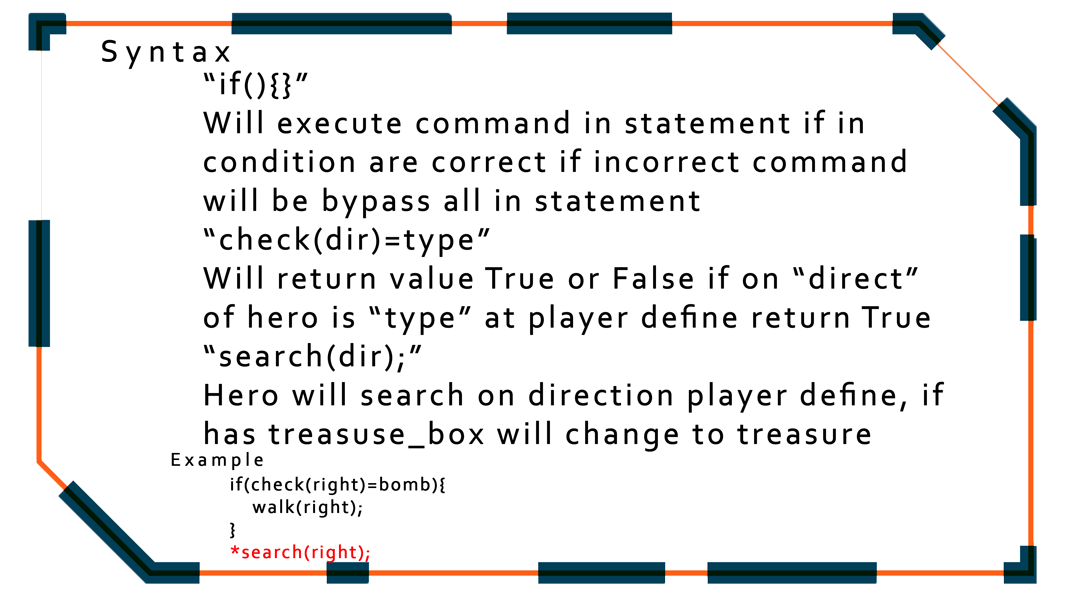 Syntax
“if(){}”
Will execute command in statement if in
condition are correct if incorrect command
will be bypass all in statement
“check(dir)=type”
Will return value True or False if on “direct”
of hero is “type” at player define return True
“search(dir);”
Hero will search on direction player define, if
has treasuse_box will change to treasure
Example
if(check(right)=bomb){
walk(right);
}
*search(right);